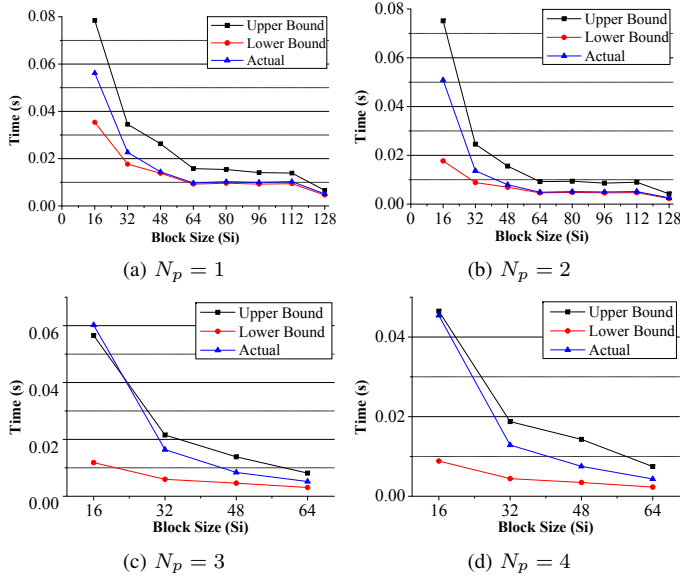 0.08
Upper Bound
Lower Bound
Actual
0.06
Time (s)
0.04
0.02
0.00
0 16 32 48 64 80 96 112 128
Block Size (Si)
(a) N_p = 1
0.08
Upper Bound
Lower Bound
Actual
0.06
Time (s)
0.04
0.02
0.00
0 16 32 48 64 80 96 112 128
Block Size (Si)
(b) N_p = 2
Upper Bound
Lower Bound
Actual
0.06
Time (s)
0.04
0.02
0.00
16 32 48 64
Block Size (Si)
(c) N_p = 3
Upper Bound
Lower Bound
Actual
0.04
Time (s)
0.02
0.00
16 32 48 64
Block Size (Si)
(d) N_p = 4